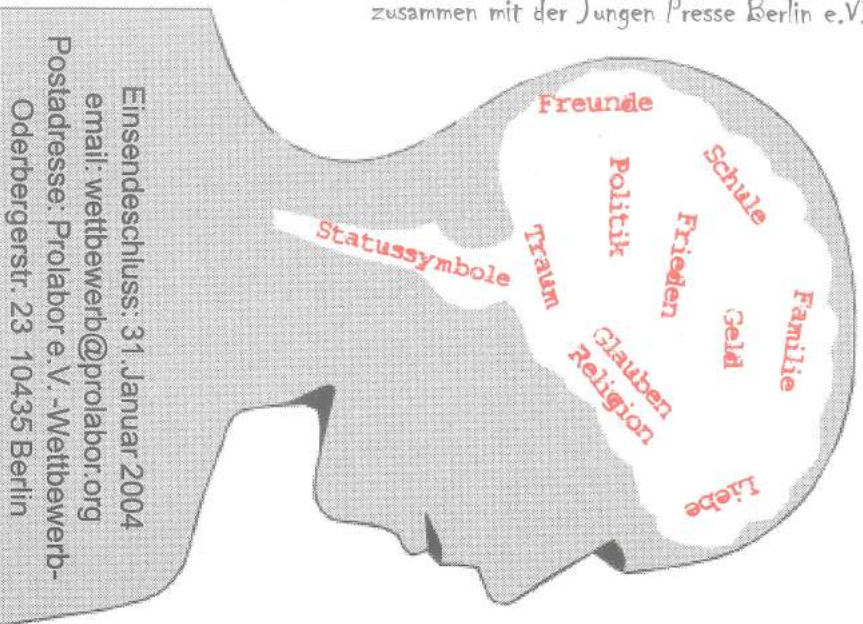 zusammen mit der Jungen Presse Berlin e.V.
Freunde
Schule
Politik
Frieden
Familie
Traum
Geld
Statussymbole
Glauben
Religion
Liebe
Einsendeschluss: 31.Januar 2004
email: wettbewerb@prolabor.org
Postadresse: Prolabor e.V. -Wettbewerb-
Oderbergerstr. 23 10435 Berlin